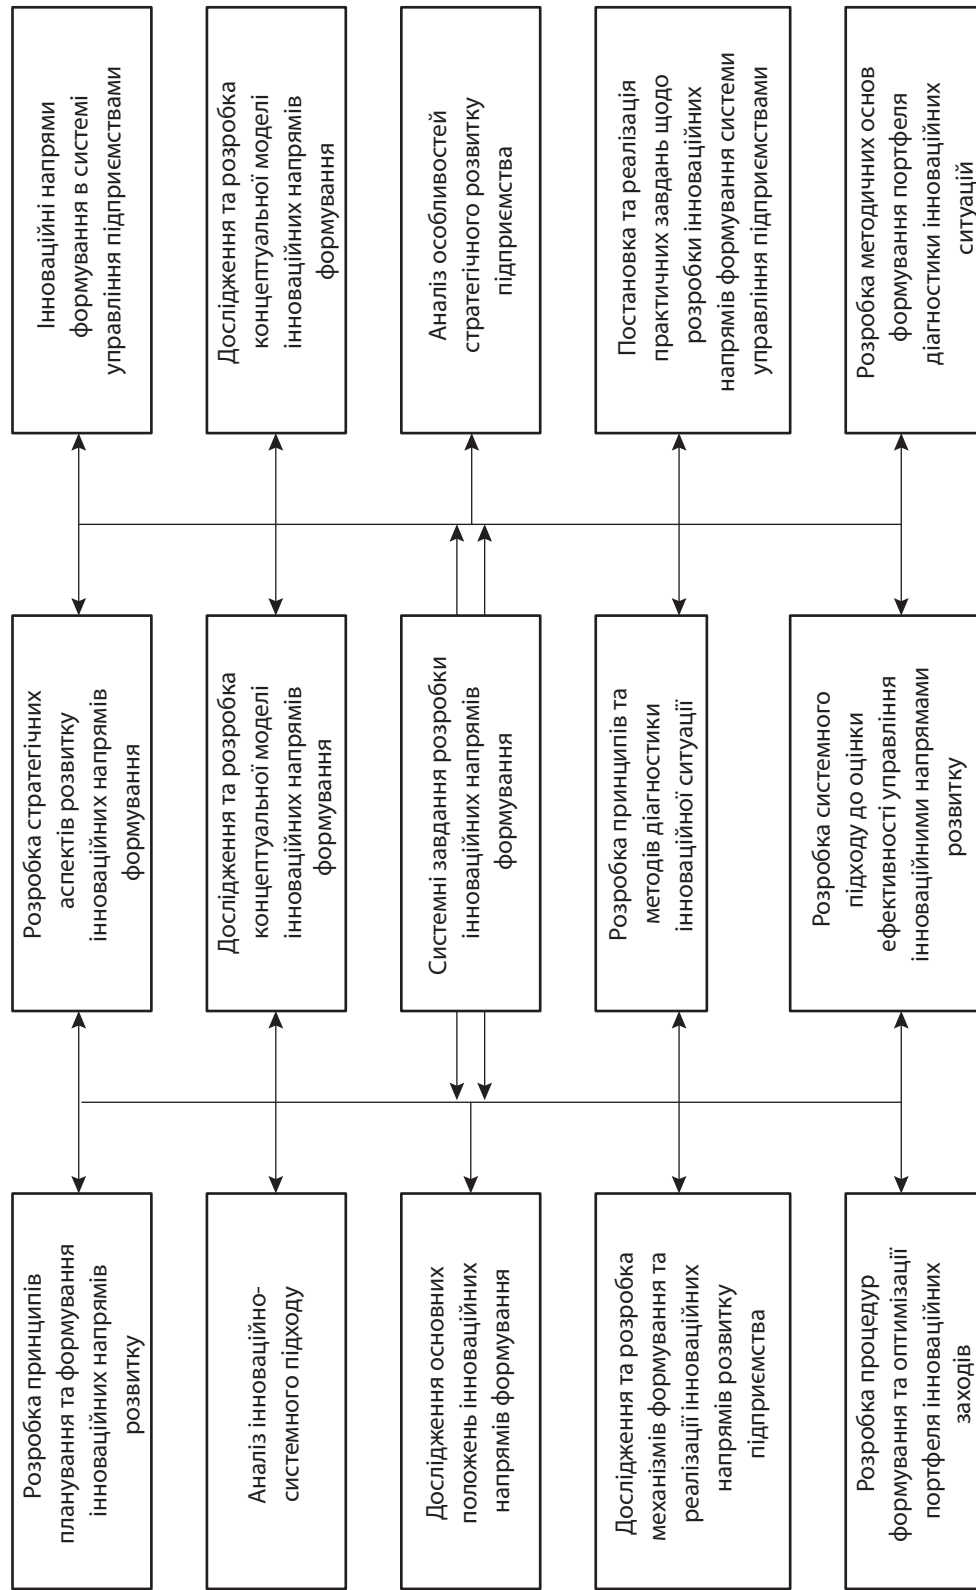 Розробка принципів
планування та формування
інноваційних напрямів
розвитку
Розробка стратегічних
аспектів розвитку
інноваційних напрямів
формування
Інноваційні напрями
формування в системі
управління підприємствами
Аналіз інноваційно-
системного підходу
Дослідження та розробка
концептуальної моделі
інноваційних напрямів
формування
Дослідження та розробка
концептуальної моделі
інноваційних напрямів
формування
Дослідження основних
положень інноваційних
напрямів формування
Системні завдання розробки
інноваційних напрямів
формування
Аналіз особливостей
стратегічного розвитку
підприємства
Дослідження та розробка
механізмів формування та
реалізації інноваційних
напрямів розвитку
підприємства
Розробка принципів та
методів діагностики
інноваційної ситуації
Постановка та реалізація
практичних завдань щодо
розробки інноваційних
напрямів формування системи
управління підприємствами
Розробка процедур
формування та оптимізації
портфеля інноваційних
заходів
Розробка системного
підходу до оцінки
ефективності управління
інноваційними напрямами
розвитку
Розробка методичних основ
формування портфеля
діагностики інноваційних
ситуацій